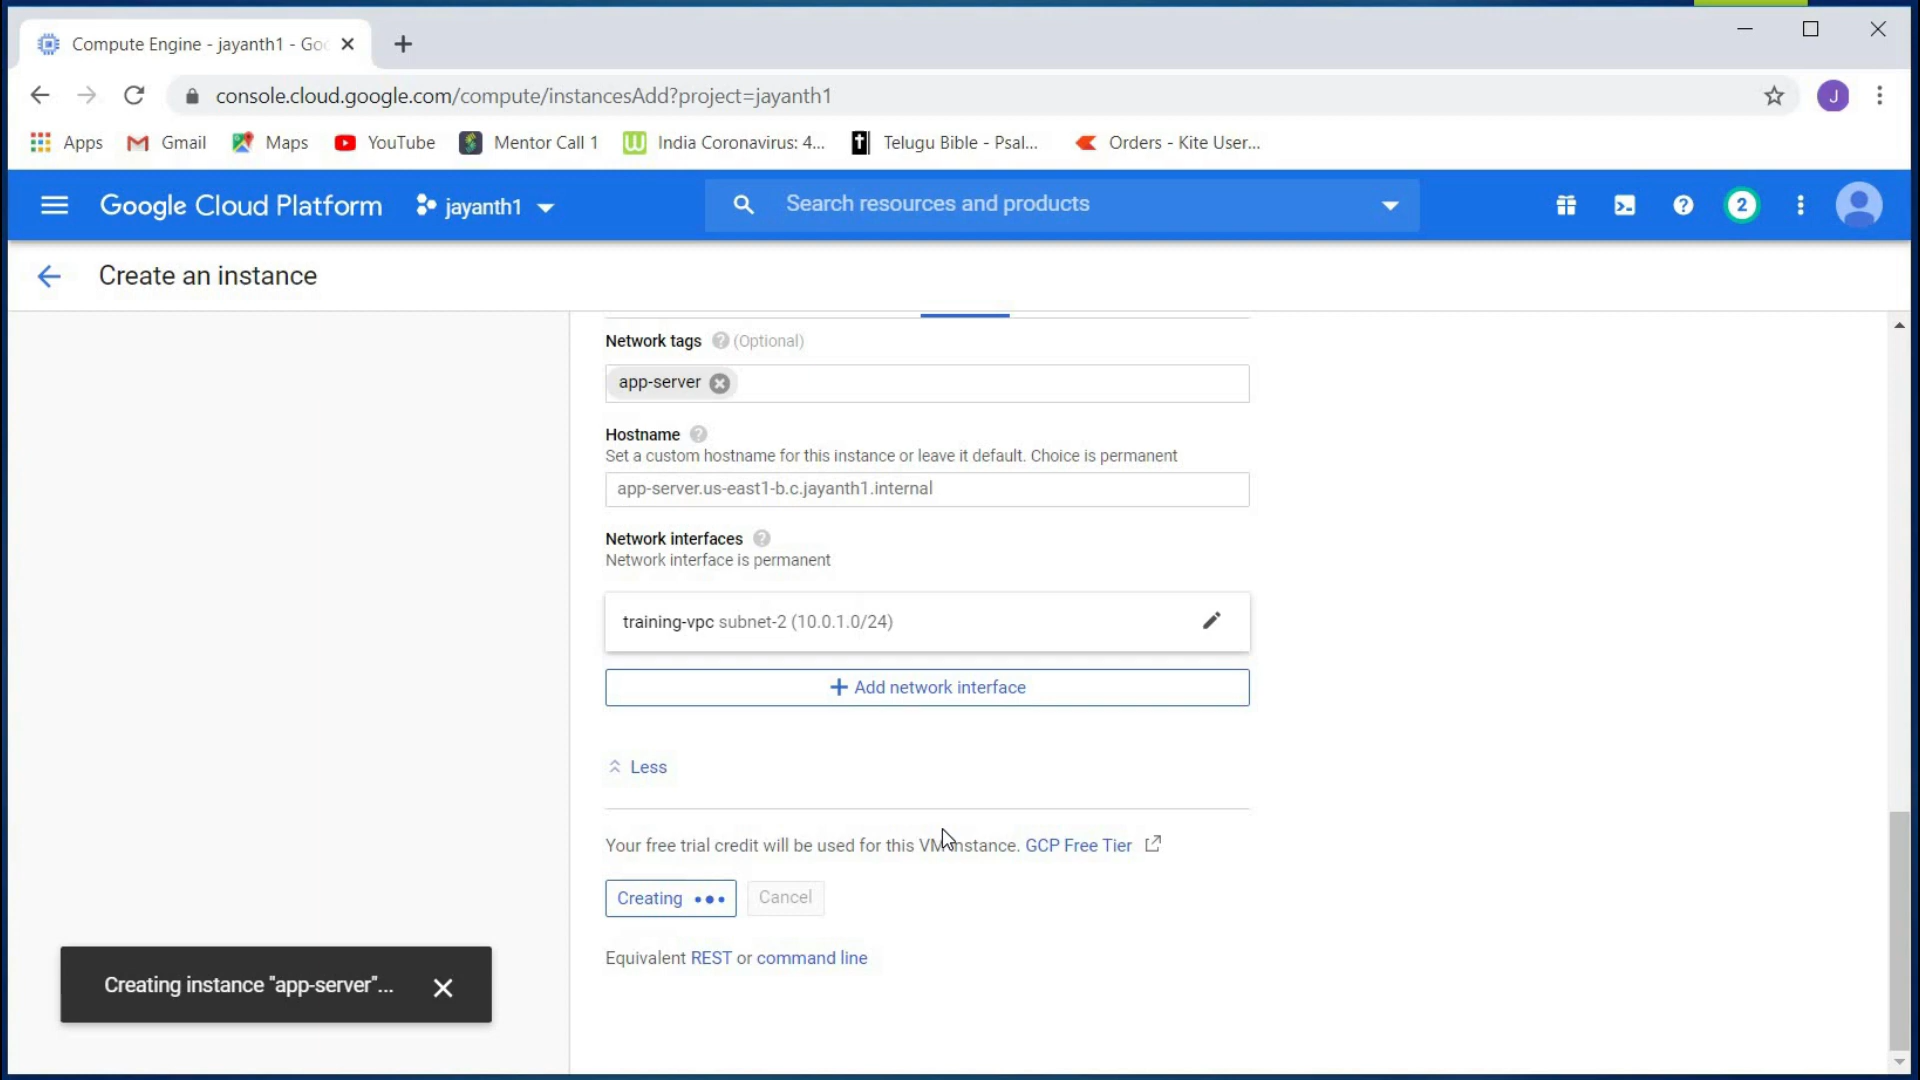 Compute Engine - jayanth1 - Goo
console.cloud.google.com/compute/instancesAdd?project=jayanth1
J
Apps
Gmail
Maps
YouTube
Mentor Call 1
India Coronavirus: 4...
Telugu Bible - Psal...
Orders - Kite User...
Google Cloud Platform
jayanth1
Search resources and products
2
Create an instance
Network tags (Optional)
app-server
Hostname
Set a custom hostname for this instance or leave it default. Choice is permanent
app-server.us-east1-b.c.jayanth1.internal
Network interfaces
Network interface is permanent
training-vpc subnet-2 (10.0.1.0/24)
Add network interface
Less
Your free trial credit will be used for this VM instance. GCP Free Tier
Creating
Cancel
Equivalent REST or command line
Creating instance "app-server"...